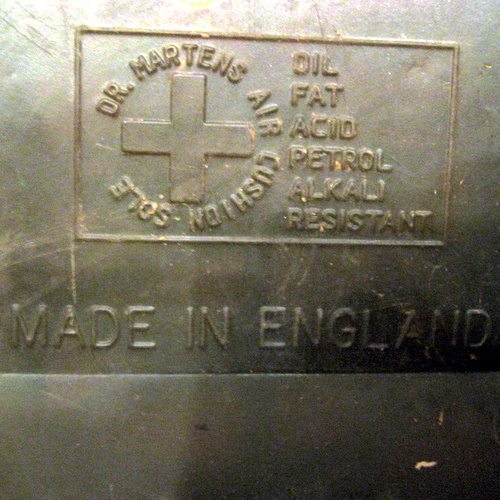 DR. MARTENS AIR CUSHION SOLE
OIL
FAT
ACID
PETROL
ALKALI
RESISTANT
MADE IN ENGLAND